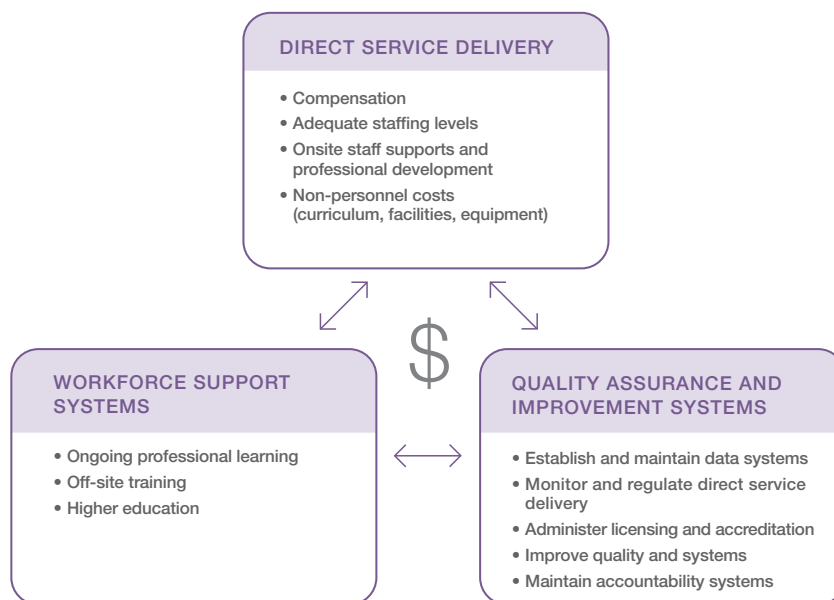 DIRECT SERVICE DELIVERY
• Compensation
• Adequate staffing levels
• Onsite staff supports and
professional development
• Non-personnel costs
(curriculum, facilities, equipment)
$
WORKFORCE SUPPORT
SYSTEMS
• Ongoing professional learning
• Off-site training
• Higher education
QUALITY ASSURANCE AND
IMPROVEMENT SYSTEMS
• Establish and maintain data systems
• Monitor and regulate direct service
delivery
• Administer licensing and accreditation
• Improve quality and systems
• Maintain accountability systems